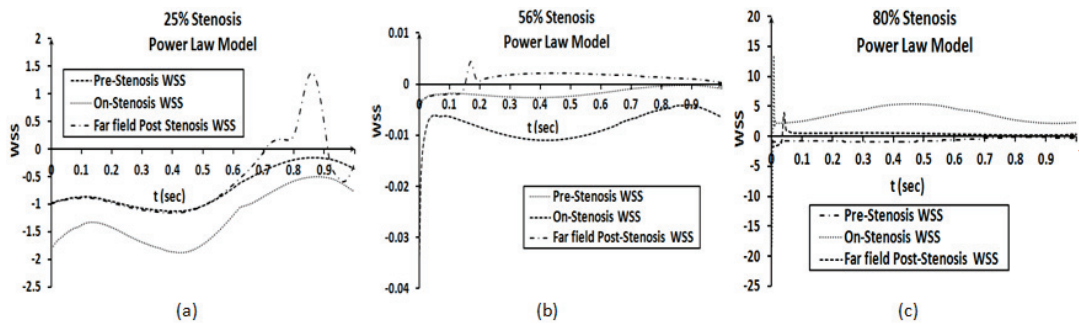 25% Stenosis
Power Law Model
2
1.5
1
0.5
0
-0.5
-1
-1.5
-2
-2.5
WSS
Pre-Stenosis WSS
On-Stenosis WSS
Far field Post Stenosis WSS
0 0.1 0.2 0.3 0.4 0.5 0.6 0.7 0.8 0.9
t (sec)
(a)
56% Stenosis
Power Law Model
0.01
0
-0.01
-0.02
-0.03
-0.04
WSS
0 0.1 0.2 0.3 0.4 0.5 0.6 0.7 0.8 0.9
t (sec)
Pre-Stenosis WSS
On-Stenosis WSS
Far field Post-Stenosis WSS
(b)
80% Stenosis
Power Law Model
20
15
10
5
0
-5
-10
-15
-20
-25
WSS
0 0.1 0.2 0.3 0.4 0.5 0.6 0.7 0.8 0.9
t (sec)
Pre-Stenosis WSS
On-Stenosis WSS
Far field Post-Stenosis WSS
(c)